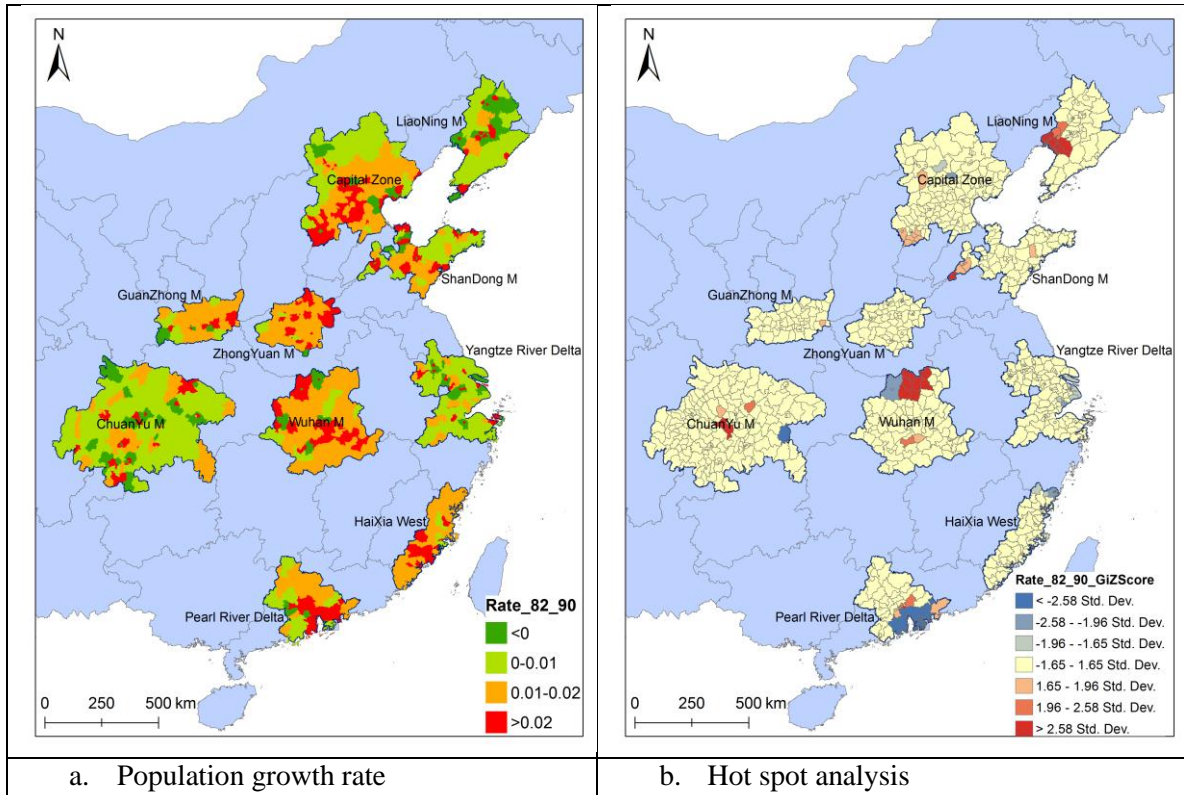 N
LiaoNing M
Capital Zone
ShanDong M
GuanZhong M
ZhongYuan M
Yangtze River Delta
ChuanYu M
Wuhan M
HaiXia West
Pearl River Delta
Rate_82_90
<0
0-0.01
0.01-0.02
>0.02
0 250 500 km
a. Population growth rate
N
LiaoNing M
Capital Zone
ShanDong M
GuanZhong M
ZhongYuan M
Yangtze River Delta
ChuanYu M
Wuhan M
HaiXia West
Pearl River Delta
Rate_82_90_GiZScore
< -2.58 Std. Dev.
-2.58 - -1.96 Std. Dev.
-1.96 - -1.65 Std. Dev.
-1.65 - 1.65 Std. Dev.
1.65 - 1.96 Std. Dev.
1.96 - 2.58 Std. Dev.
> 2.58 Std. Dev.
0 250 500 km
b. Hot spot analysis